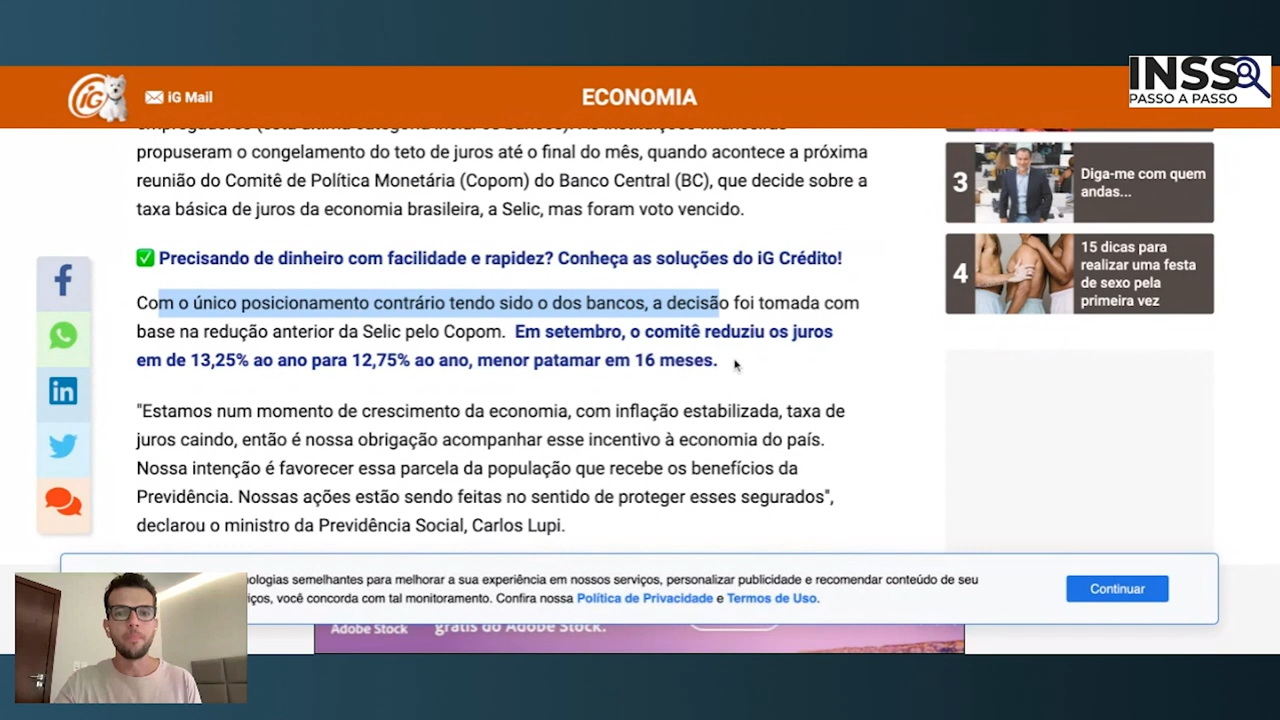 INSS
PASSO A PASSO
iG
iG Mail
ECONOMIA
propuseram o congelamento do teto de juros até o final do mês, quando acontece a próxima
reunião do Comitê de Política Monetária (Copom) do Banco Central (BC), que decide sobre a
taxa básica de juros da economia brasileira, a Selic, mas foram voto vencido.
Precisando de dinheiro com facilidade e rapidez? Conheça as soluções do iG Crédito!
Com o único posicionamento contrário tendo sido o dos bancos, a decisão foi tomada com
base na redução anterior da Selic pelo Copom. Em setembro, o comitê reduziu os juros
em de 13,25% ao ano para 12,75% ao ano, menor patamar em 16 meses.
"Estamos num momento de crescimento da economia, com inflação estabilizada, taxa de
juros caindo, então é nossa obrigação acompanhar esse incentivo à economia do país.
Nossa intenção é favorecer essa parcela da população que recebe os benefícios da
Previdência. Nossas ações estão sendo feitas no sentido de proteger esses segurados",
declarou o ministro da Previdência Social, Carlos Lupi.
3
Diga-me com quem
andas...
4
15 dicas para
realizar uma festa
de sexo pela
primeira vez
semelhantes para melhorar a sua experiência em nossos serviços, personalizar publicidade e recomendar conteúdo de seu
você concorda com tal monitoramento. Confira nossa Política de Privacidade e Termos de Uso.
Continuar
Adobe Stock
grátis do Adobe Stock.